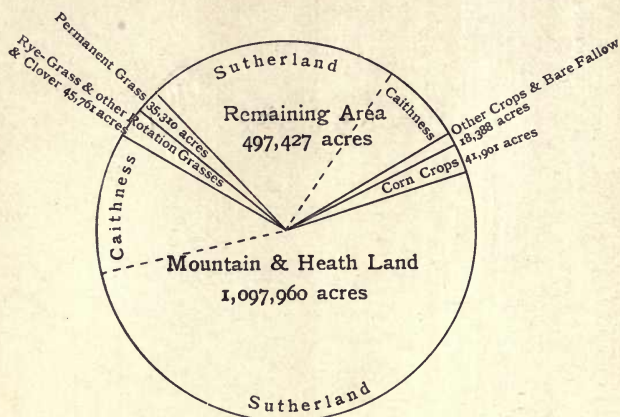 Sutherland
Permanent Grass 35,310 acres
Rye-Grass & other Rotation Grasses
& Clover 45,761 acres
Remaining Area
497,427 acres
Caithness
Other Crops & Bare Fallow
18,388 acres
Corn Crops 41,901 acres
Caithness
Mountain & Heath Land
1,097,960 acres
Sutherland